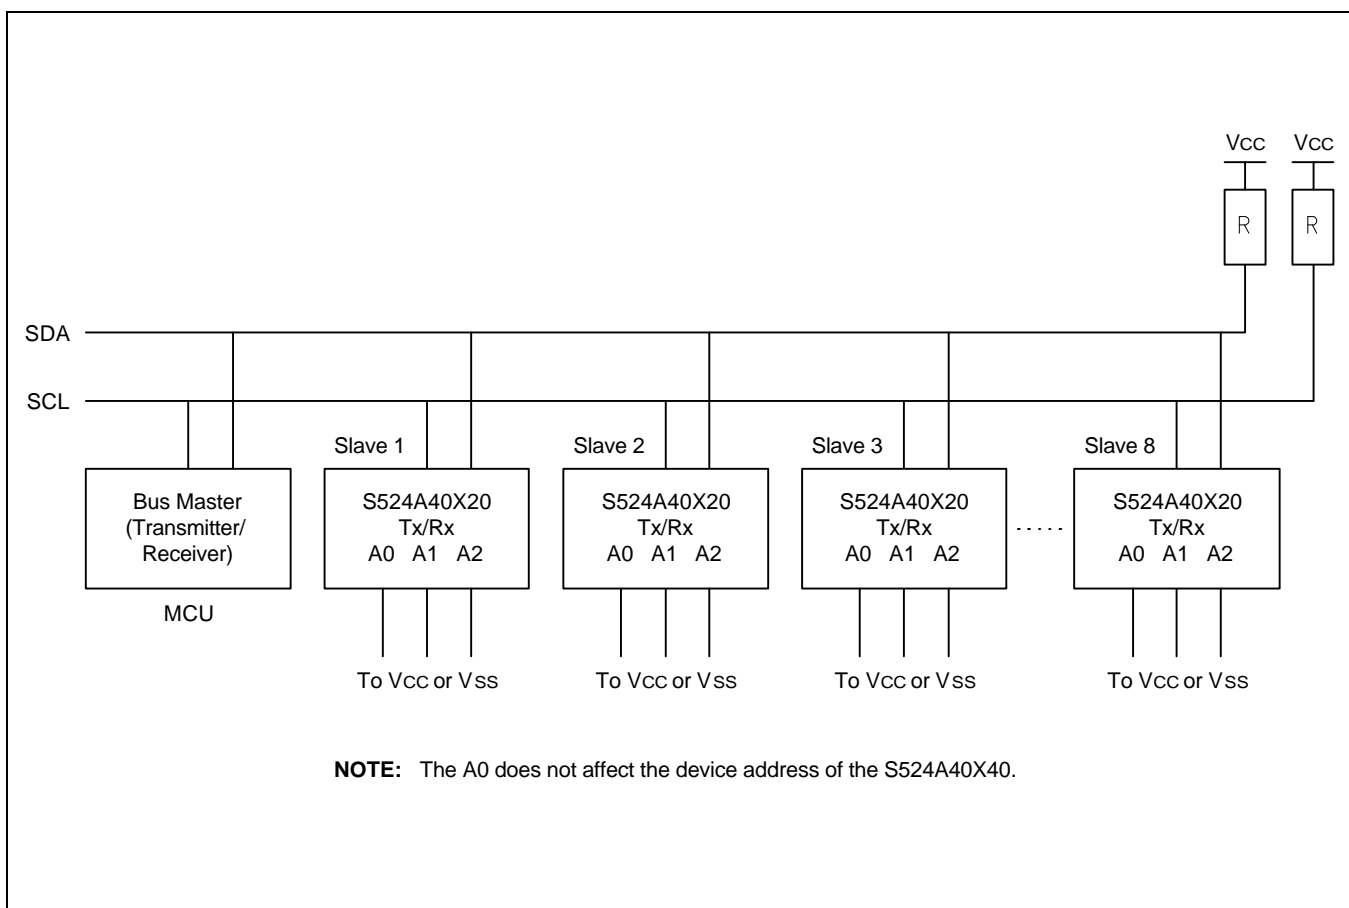 Vcc Vcc
R R
SDA
SCL
Slave 1 Slave 2 Slave 3 Slave 8
Bus Master
(Transmitter/
Receiver)
MCU
S524A40X20
Tx/Rx
A0 A1 A2
To Vcc or Vss
S524A40X20
Tx/Rx
A0 A1 A2
To Vcc or Vss
S524A40X20
Tx/Rx
A0 A1 A2
To Vcc or Vss
.....
S524A40X20
Tx/Rx
A0 A1 A2
To Vcc or Vss
NOTE: The A0 does not affect the device address of the S524A40X40.